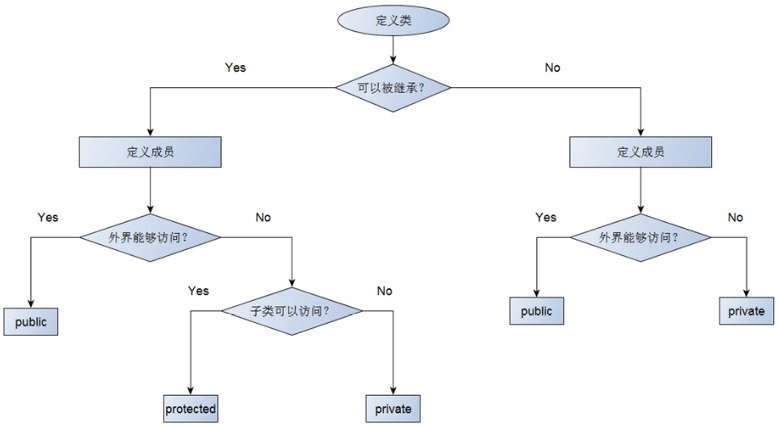 定义类
Yes
No
可以被继承?
定义成员
定义成员
Yes
No
Yes
No
外界能够访问?
外界能够访问?
Yes
No
子类可以访问?
public
public
private
protected
private